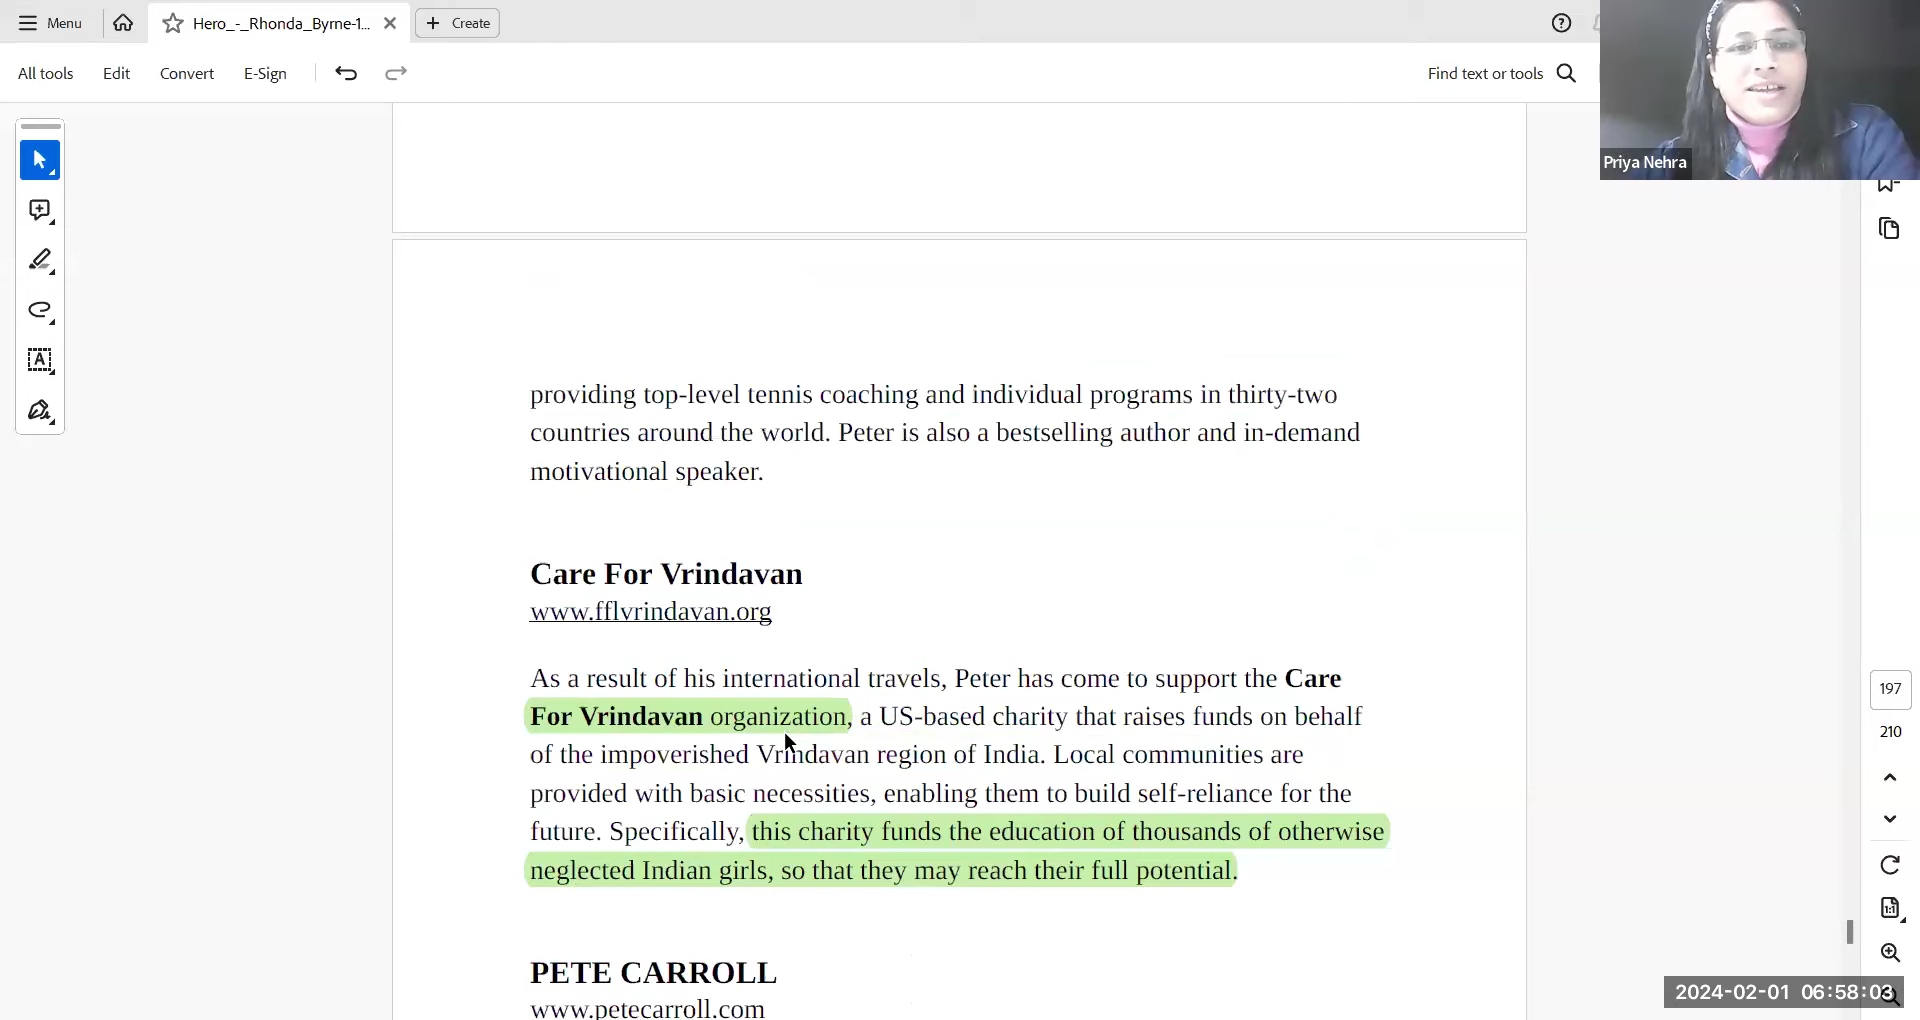 Menu
Hero_-_Rhonda_Byrne-1...
Create
All tools
Edit
Convert
E-Sign
Find text or tools
Priya Nehra
providing top-level tennis coaching and individual programs in thirty-two
countries around the world. Peter is also a bestselling author and in-demand
motivational speaker.
Care For Vrindavan
www.fflvrindavan.org
As a result of his international travels, Peter has come to support the Care
For Vrindavan organization, a US-based charity that raises funds on behalf
of the impoverished Vrindavan region of India. Local communities are
provided with basic necessities, enabling them to build self-reliance for the
future. Specifically, this charity funds the education of thousands of otherwise
neglected Indian girls, so that they may reach their full potential.
PETE CARROLL
www.petecarroll.com
197
210
1:1
2024-02-01 06:58:03